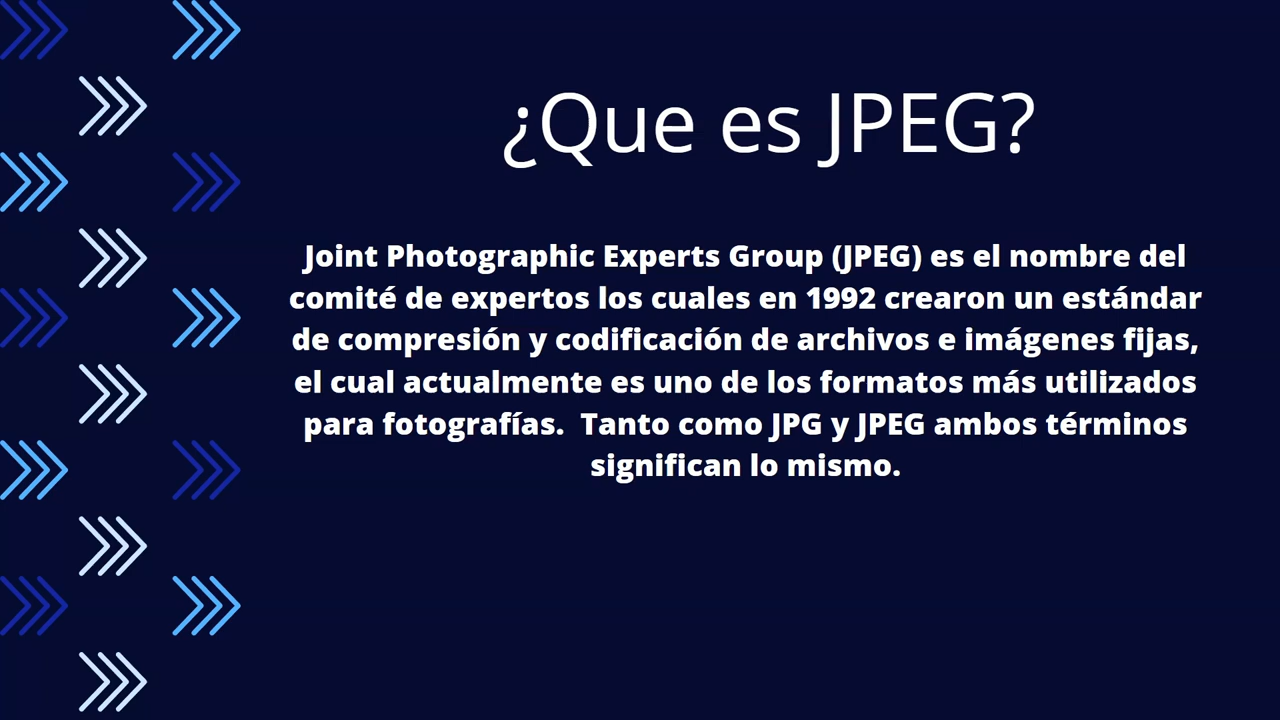 ¿Que es JPEG?
Joint Photographic Experts Group (JPEG) es el nombre del
comité de expertos los cuales en 1992 crearon un estándar
de compresión y codificación de archivos e imágenes fijas,
el cual actualmente es uno de los formatos más utilizados
para fotografías.  Tanto como JPG y JPEG ambos términos
significan lo mismo.